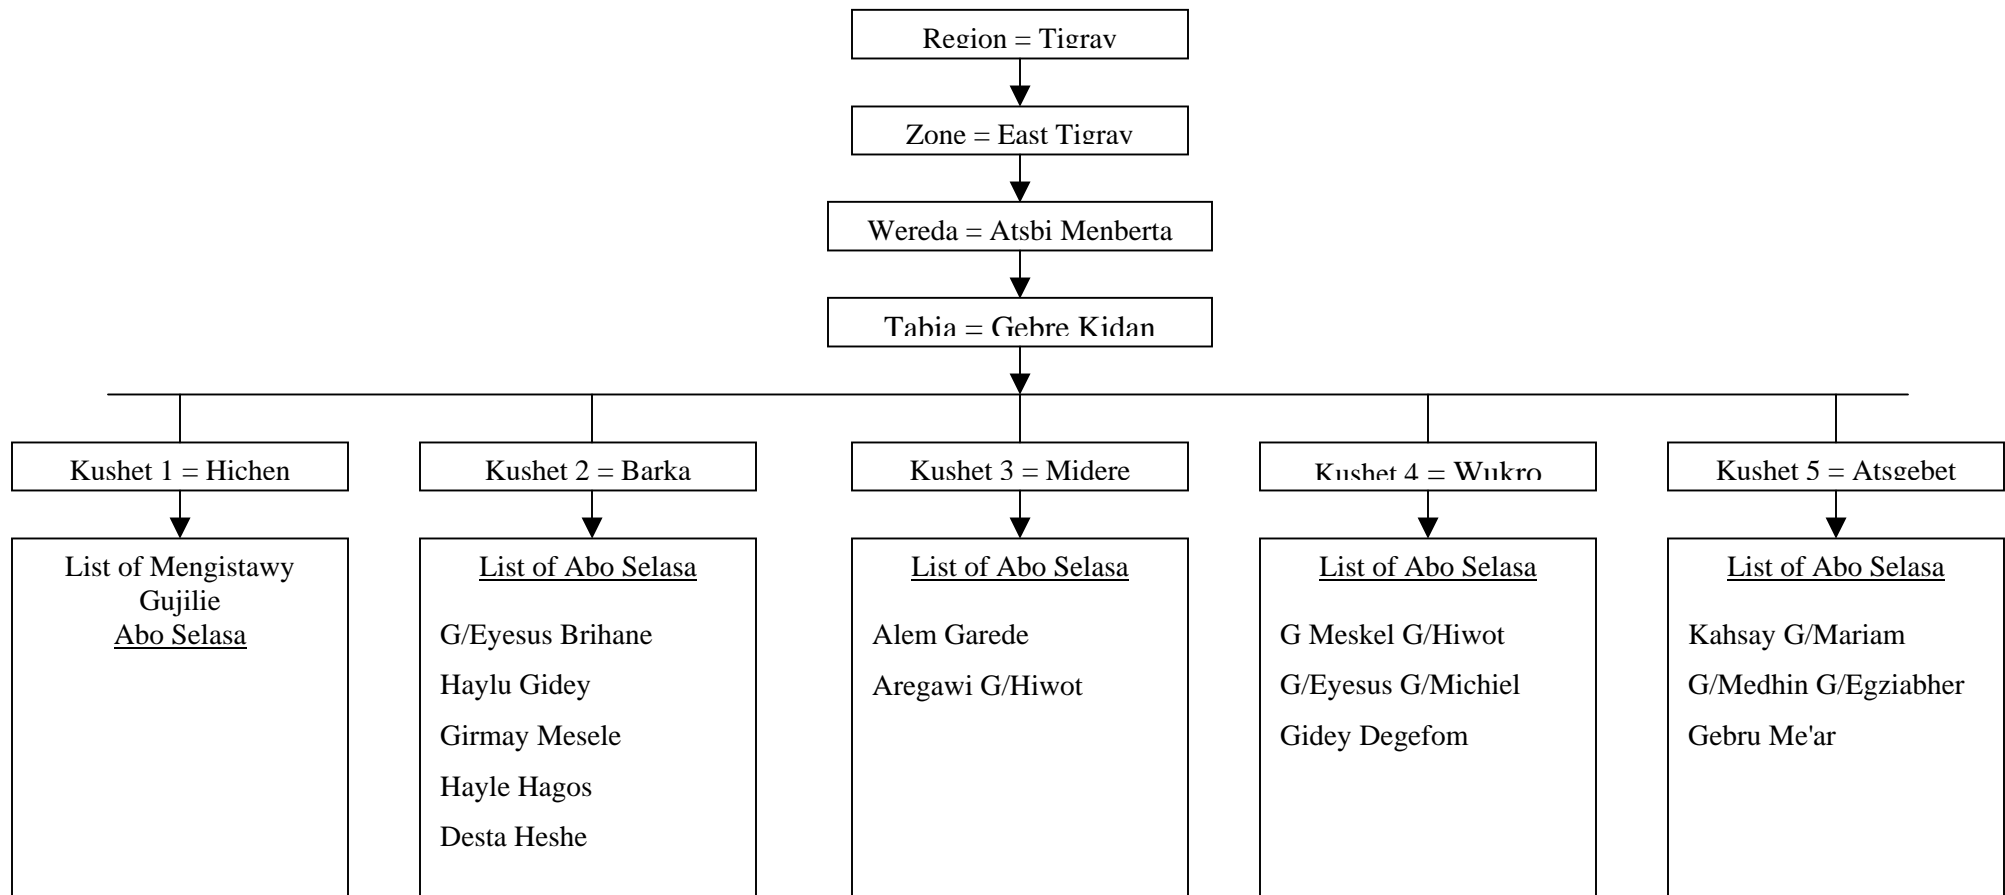 Region = Tigray
Zone = East Tigray
Wereda = Atsbi Menberta
Tabia = Gebre Kidan
Kushet 1 = Hichen
Kushet 2 = Barka
Kushet 3 = Midere
Kushet 4 = Wukro
Kushet 5 = Atsgebet
List of Mengistawy
Gujilie
Abo Selasa
List of Abo Selasa
G/Eyesus Brihane
Haylu Gidey
Girmay Mesele
Hayle Hagos
Desta Heshe
List of Abo Selasa
Alem Garede
Aregawi G/Hiwot
List of Abo Selasa
G Meskel G/Hiwot
G/Eyesus G/Michiel
Gidey Degefom
List of Abo Selasa
Kahsay G/Mariam
G/Medhin G/Egziabher
Gebru Me'ar